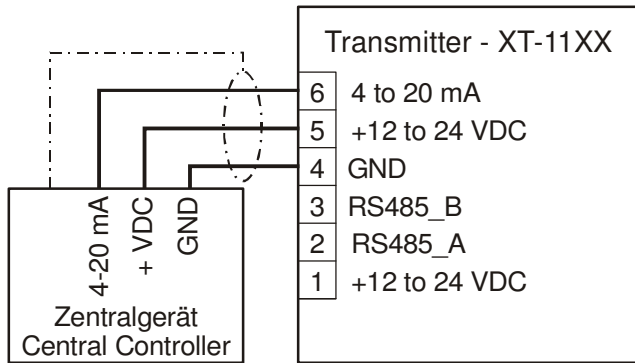 Transmitter - XT-11XX
6 4 to 20 mA
5 +12 to 24 VDC
4 GND
3 RS485_B
2 RS485_A
1 +12 to 24 VDC
4-20 mA
+ VDC
GND
Zentralgerät
Central Controller